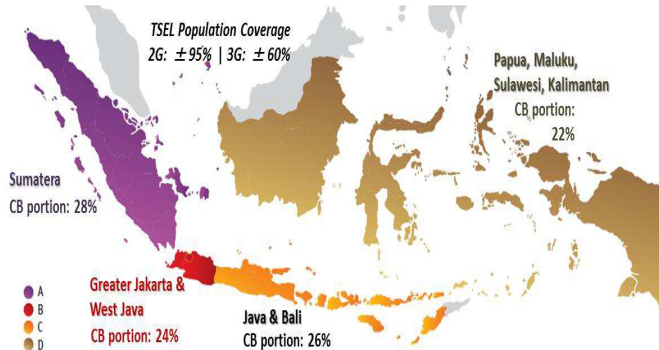 TSEL Population Coverage
2G: ±95% | 3G: ±60%
Papua, Maluku,
Sulawesi, Kalimantan
CB portion:
22%
Sumatera
CB portion: 28%
A
B
C
D
Greater Jakarta &
West Java
CB portion: 24%
Java & Bali
CB portion: 26%